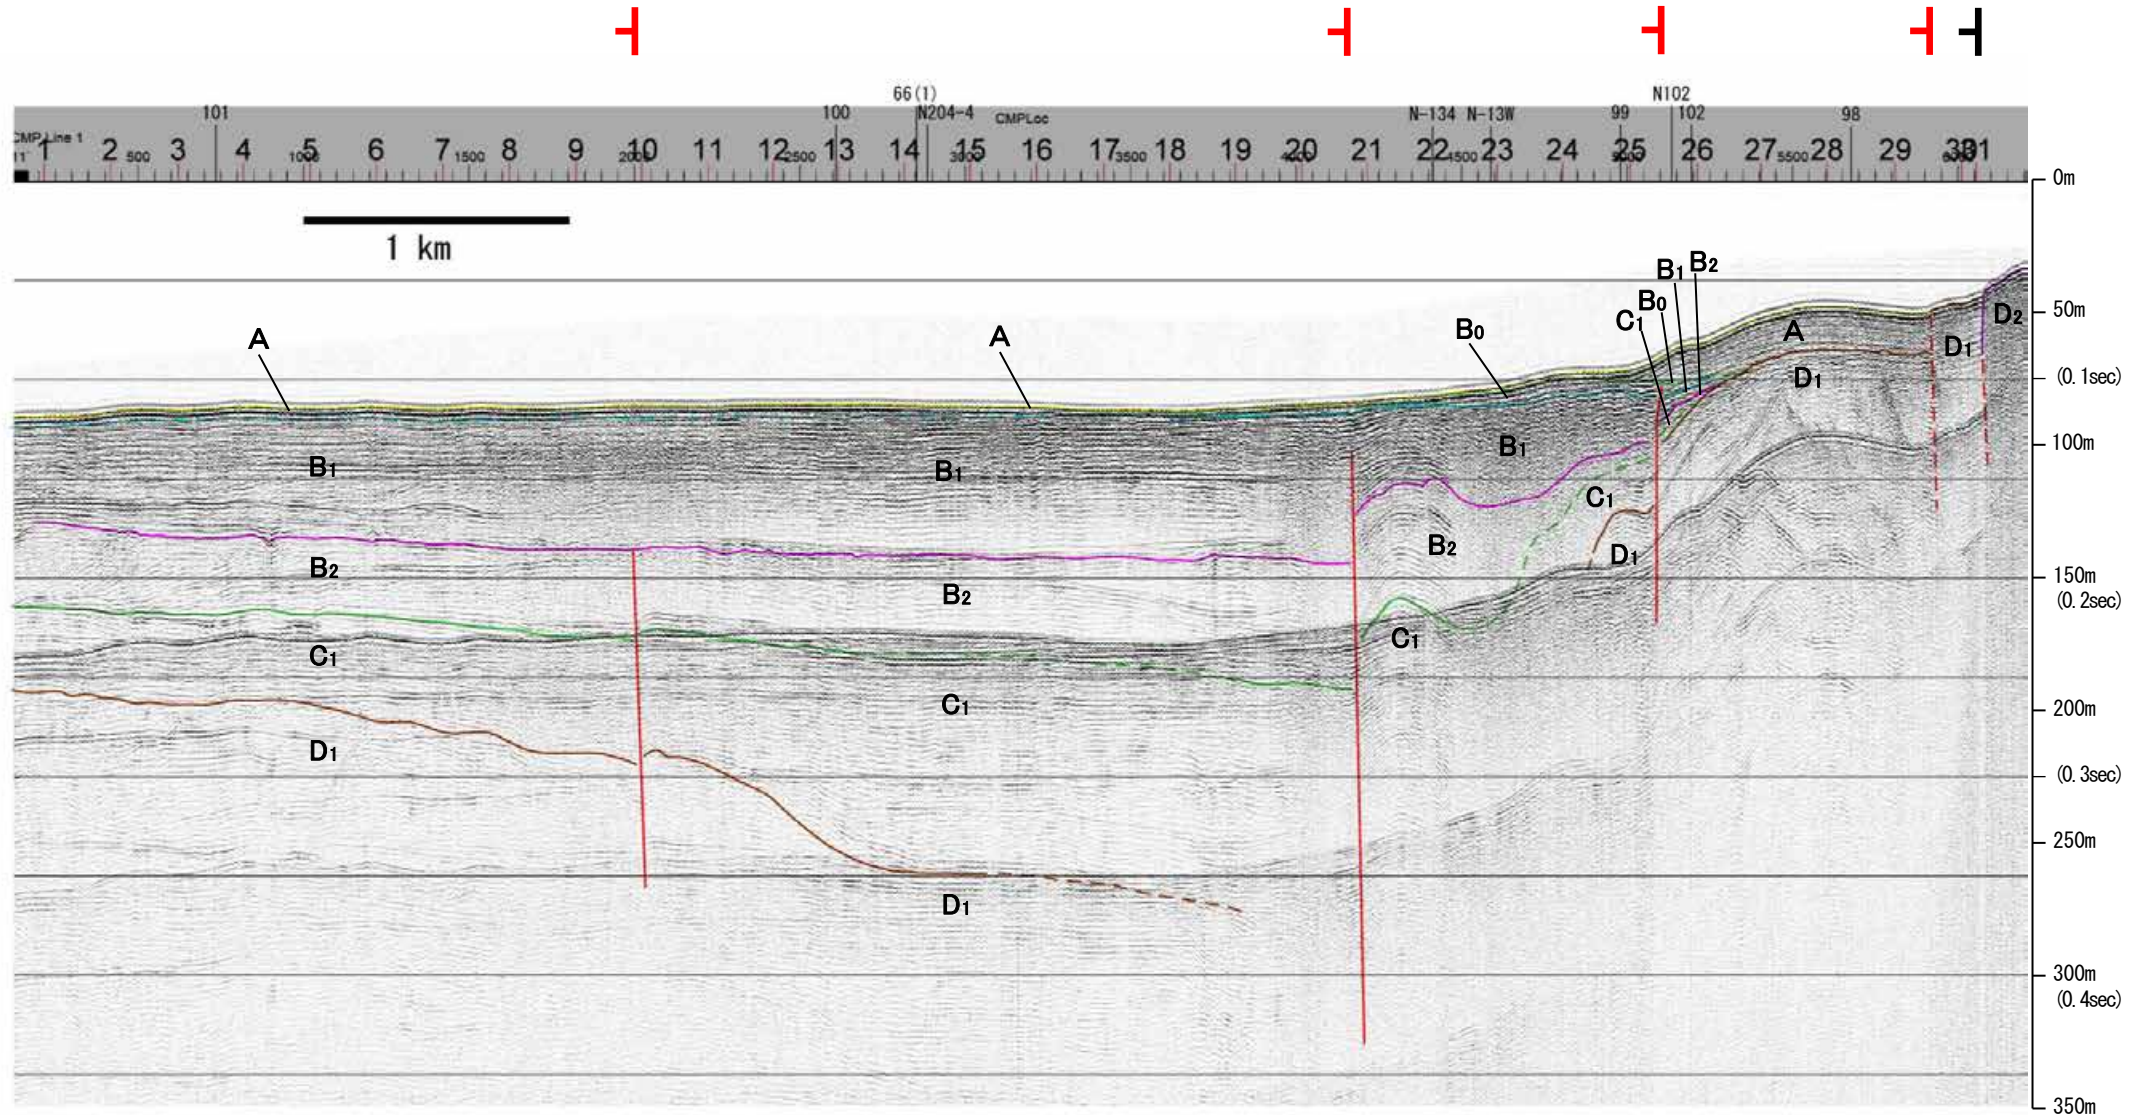 66(1) N102
101 100 N204-4 CMPLoc N-134 N-13W 99 102 98
CMP Line 1
1 2 3 4 5 6 7 8 9 10 11 12 13 14 15 16 17 18 19 20 21 22 23 24 25 26 27 28 29 30 31
500 1000 1500 2000 2500 3000 3500 4000 4500 5000 5500 6000
0m
1 km
B1 B2
C1 B0
B0
50m
D2
A A A D1
(0.1sec)
D1
100m
B1 B1 B1
C1
B2 D1
B2
150m
B2
(0.2sec)
C1 C1
C1
200m
D1
(0.3sec)
250m
D1
300m
(0.4sec)
350m